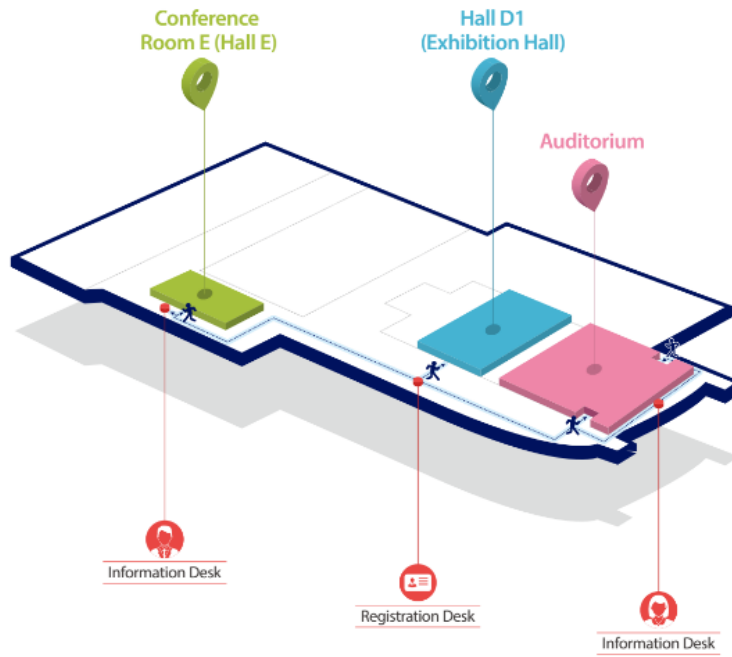 Conference
Room E (Hall E)
Hall D1
(Exhibition Hall)
Auditorium
Information Desk
Registration Desk
Information Desk